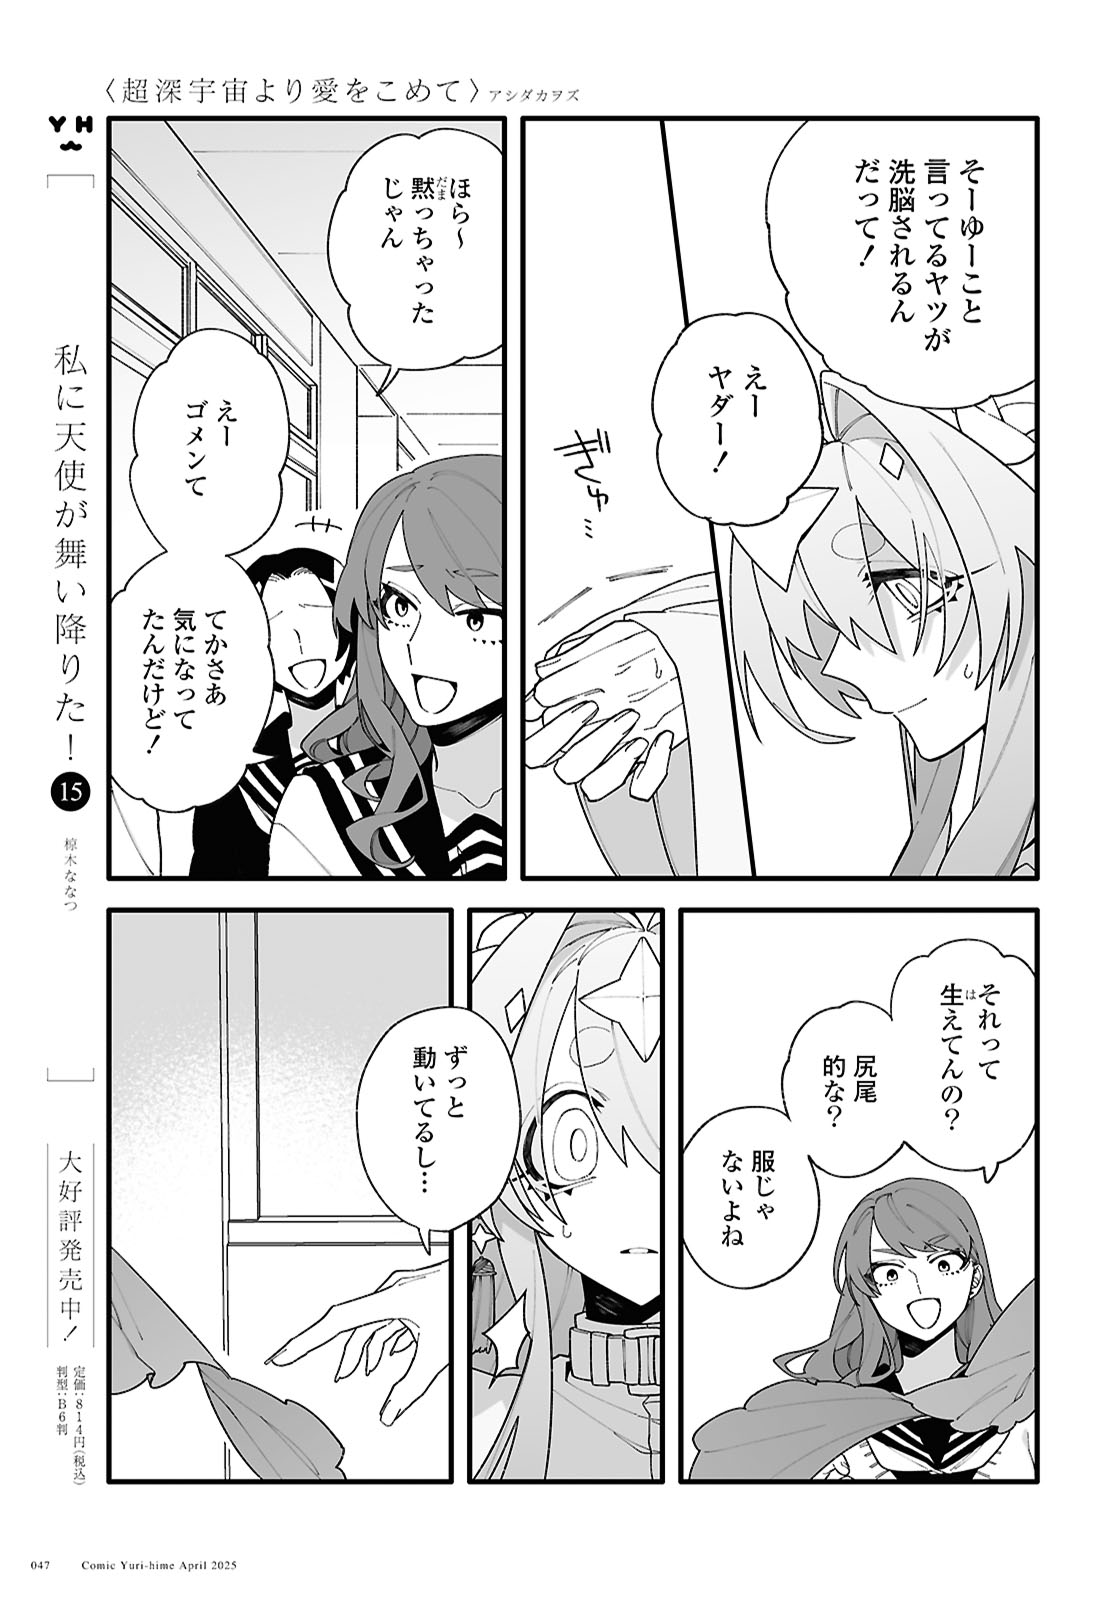 〈超深宇宙より愛をこめて〉アシダカヲズ
YH
そーゆーこと
言ってるヤツが
洗脳されるん
だって！
えー
ヤダー！
ぎゅ…
ほら〜
黙っちゃった
だま
じゃん
えー
ゴメンて
てかさあ
気になって
たんだけど！
それって
生えてんの？
は
尻尾
的な？
服じゃ
ないよね
ずっと
動いてるし…
私に天使が舞い降りた！⑮
椋木ななつ
大好評発売中！
定価：814円（税込）
判型：B6判
047 Comic Yuri-hime April 2025